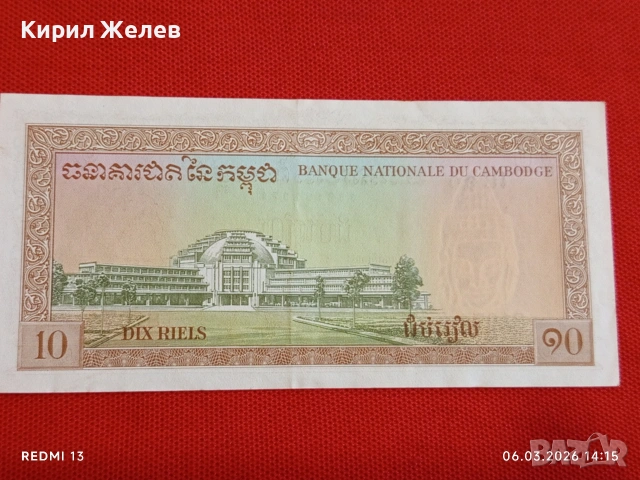 Кирил Желев
ធនាគារជាតិនៃកម្ពុជា BANQUE NATIONALE DU CAMBODGE
10 DIX RIELS ដប់រៀល ១០
REDMI 13 06.03.2026 14:15
BAZAR